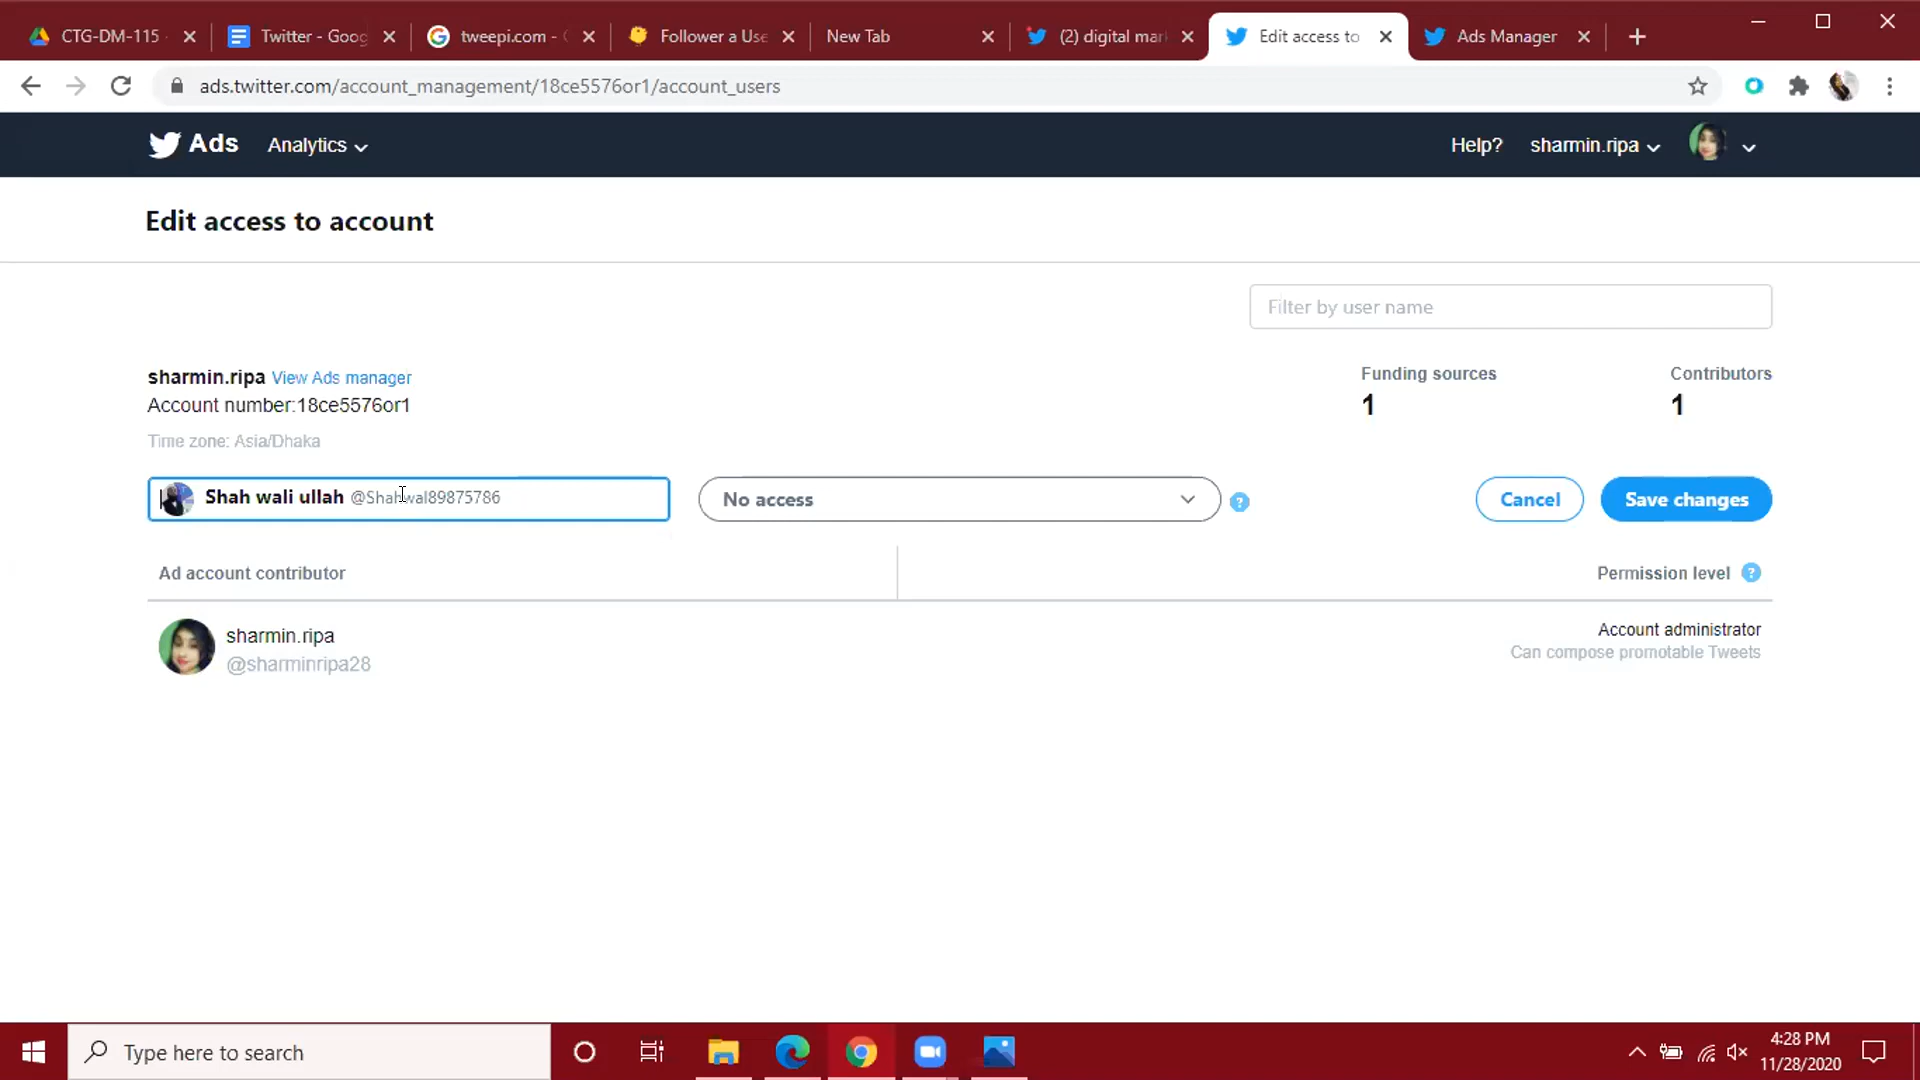 CTG-DM-115
Twitter - Goog
tweepi.com -
Follower a Use
New Tab
(2) digital mar
Edit access to
Ads Manager
ads.twitter.com/account_management/18ce5576or1/account_users
Ads
Analytics
Help?
sharmin.ripa
Edit access to account
Filter by user name
sharmin.ripa View Ads manager
Account number:18ce5576or1
Time zone: Asia/Dhaka
Funding sources
1
Contributors
1
Shah wali ullah @Shahwal89875786
No access
?
Cancel
Save changes
Ad account contributor
Permission level ?
sharmin.ripa
@sharminripa28
Account administrator
Can compose promotable Tweets
Type here to search
4:28 PM
11/28/2020